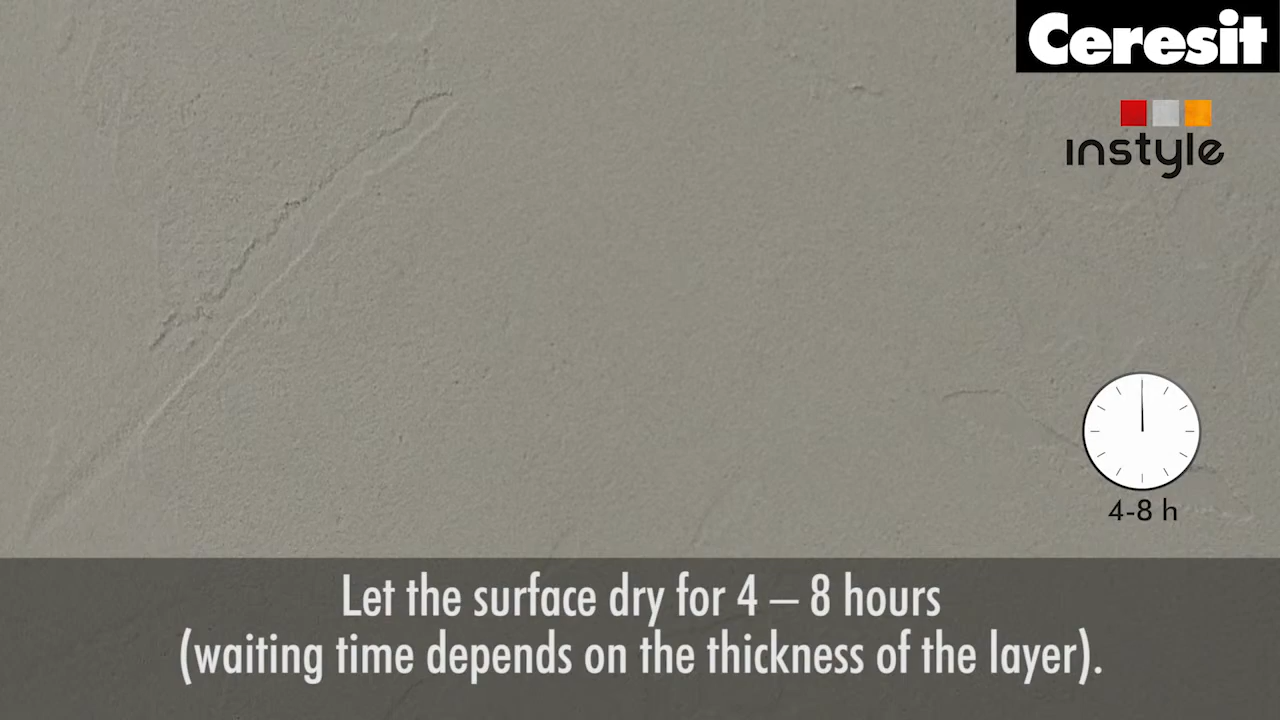 Ceresit
instyle
4-8 h
Let the surface dry for 4 – 8 hours
(waiting time depends on the thickness of the layer).